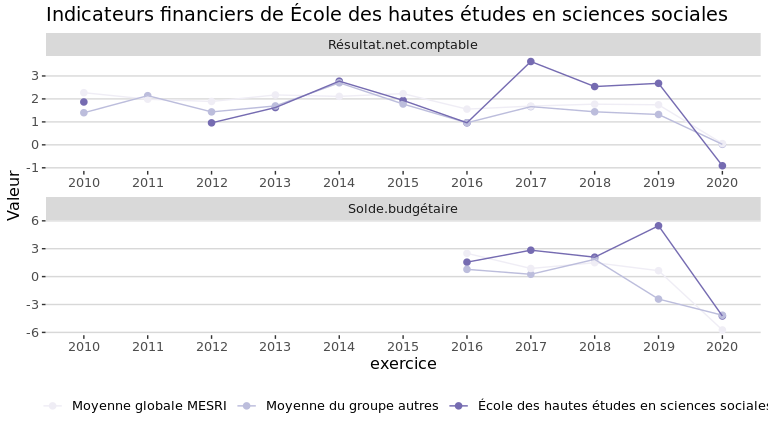 Indicateurs financiers de École des hautes études en sciences sociales
Résultat.net.comptable
3
2
1
0
-1
2010 2011 2012 2013 2014 2015 2016 2017 2018 2019 2020
Valeur
Solde.budgétaire
6
3
0
-3
-6
2010 2011 2012 2013 2014 2015 2016 2017 2018 2019 2020
exercice
Moyenne globale MESRI Moyenne du groupe autres École des hautes études en sciences sociales